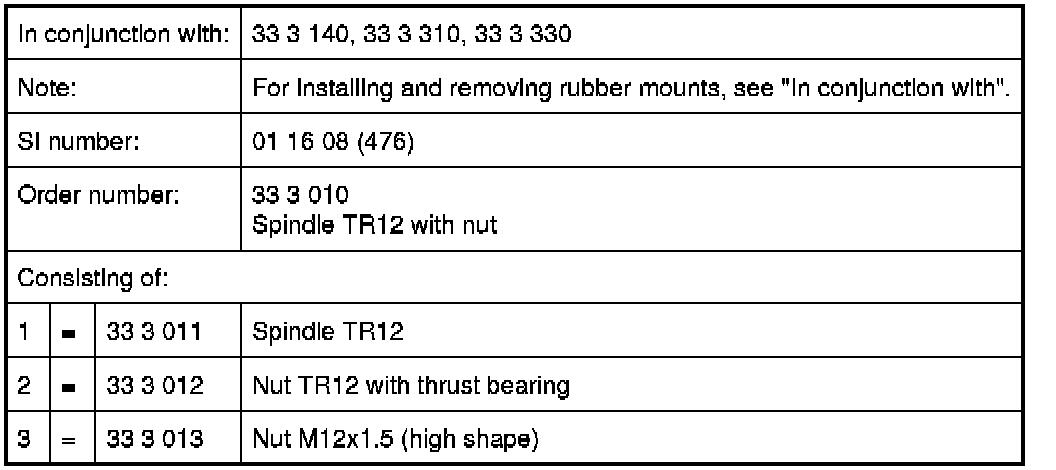 In conjunction with: 33 3 140, 33 3 310, 33 3 330
Note: For installing and removing rubber mounts, see "In conjunction with".
SI number: 01 16 08 (476)
Order number: 33 3 010
Spindle TR12 with nut
Consisting of:
1 = 33 3 011 Spindle TR12
2 = 33 3 012 Nut TR12 with thrust bearing
3 = 33 3 013 Nut M12x1.5 (high shape)